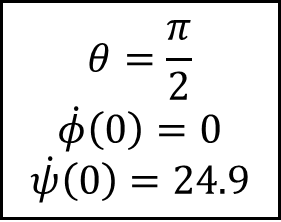 θ = π/2
ϕ̇(0) = 0
ψ̇(0) = 24.9